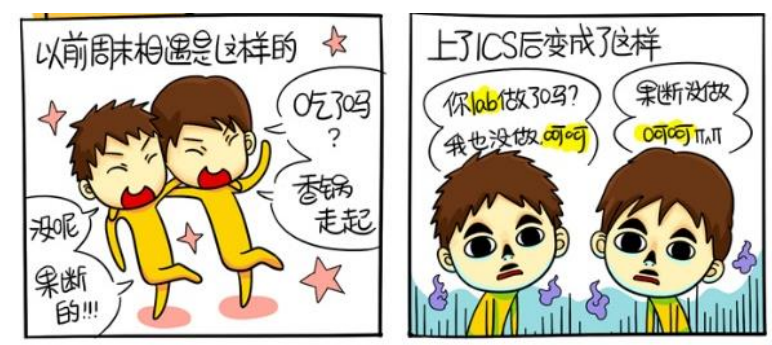 以前周末相遇是这样的
吃了吗
?
没呢
香锅
走起
果断
的!!!
上了ICS后变成了这样
你lab做了吗?
我也没做,呵呵
果断没做
呵呵π_π